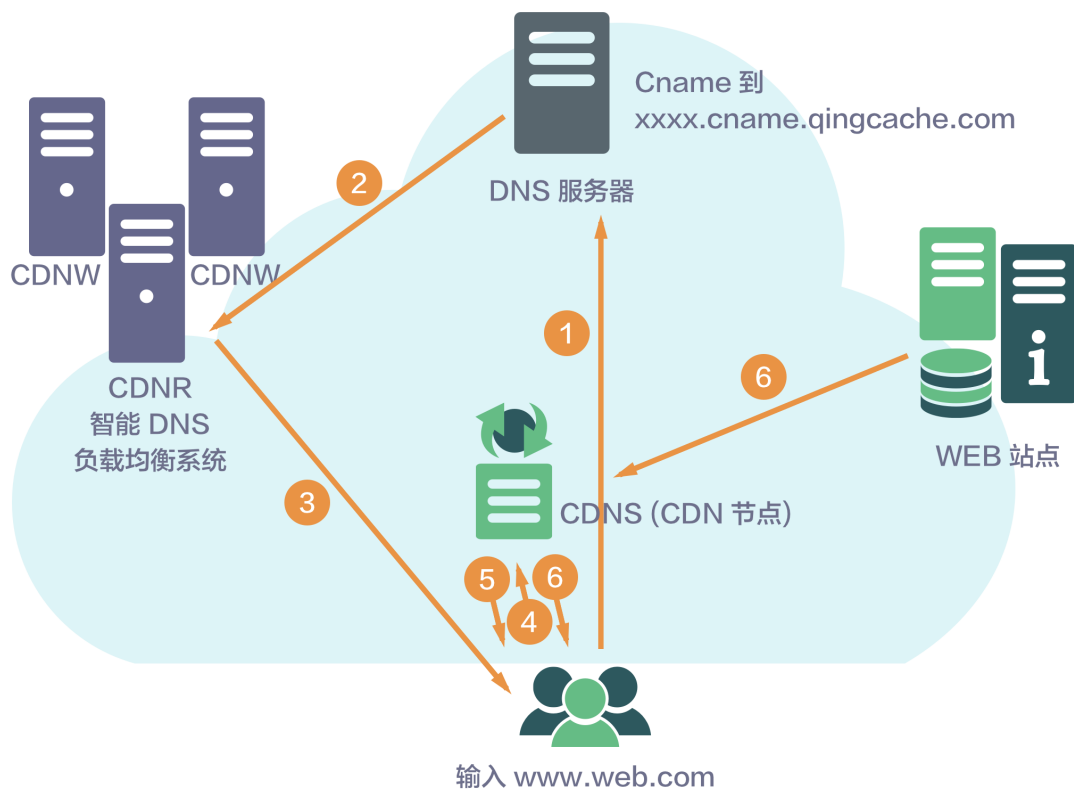 Cname 到
xxxx.cname.qingcache.com
DNS 服务器
2
CDNW
CDNW
1
6
CDNR
智能 DNS
负载均衡系统
WEB 站点
3
CDNS (CDN 节点)
5
6
4
输入 www.web.com